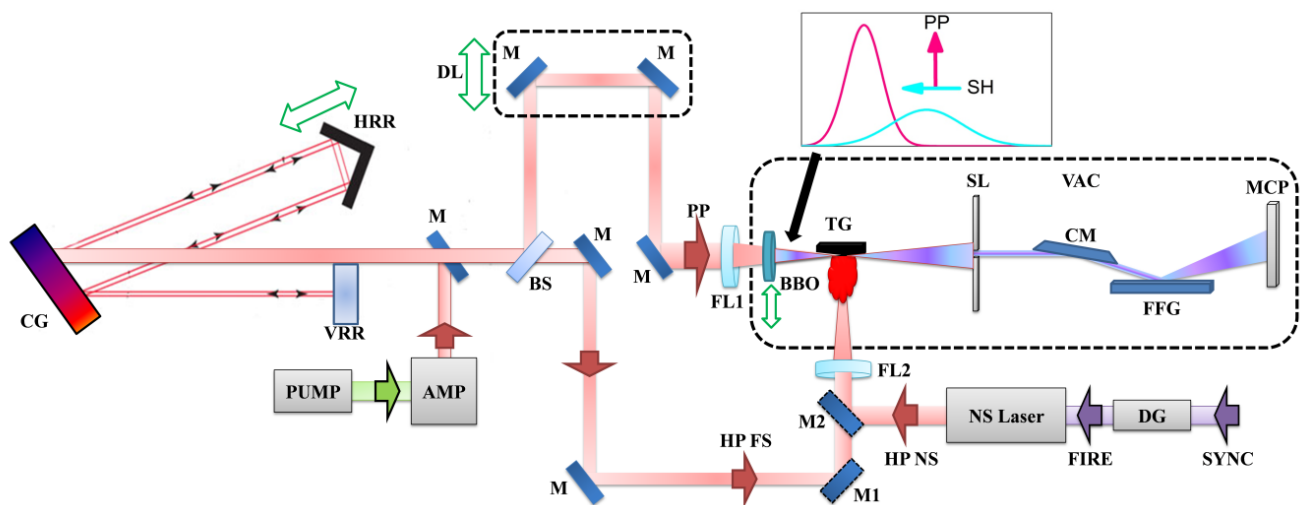 PP
SH
M
M
DL
HRR
SL
VAC
MCP
M
M
PP
TG
CM
BS
M
FL1
BBO
FFG
CG
VRR
PUMP
AMP
FL2
M2
NS Laser
DG
HP FS
HP NS
FIRE
SYNC
M
M1